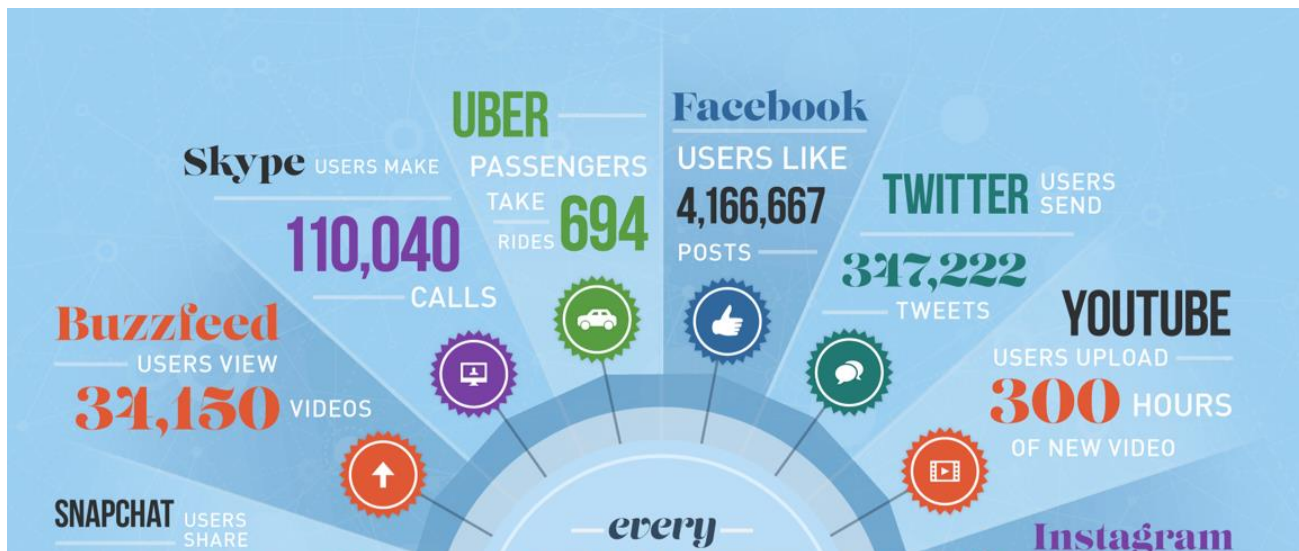 UBER
PASSENGERS
TAKE
RIDES 694
Facebook
USERS LIKE
4,166,667
POSTS
Skype USERS MAKE
110,040
CALLS
TWITTER USERS
SEND
347,222
TWEETS
Buzzfeed
USERS VIEW
34,150 VIDEOS
YOUTUBE
USERS UPLOAD
300 HOURS
OF NEW VIDEO
SNAPCHAT USERS
SHARE
every
Instagram